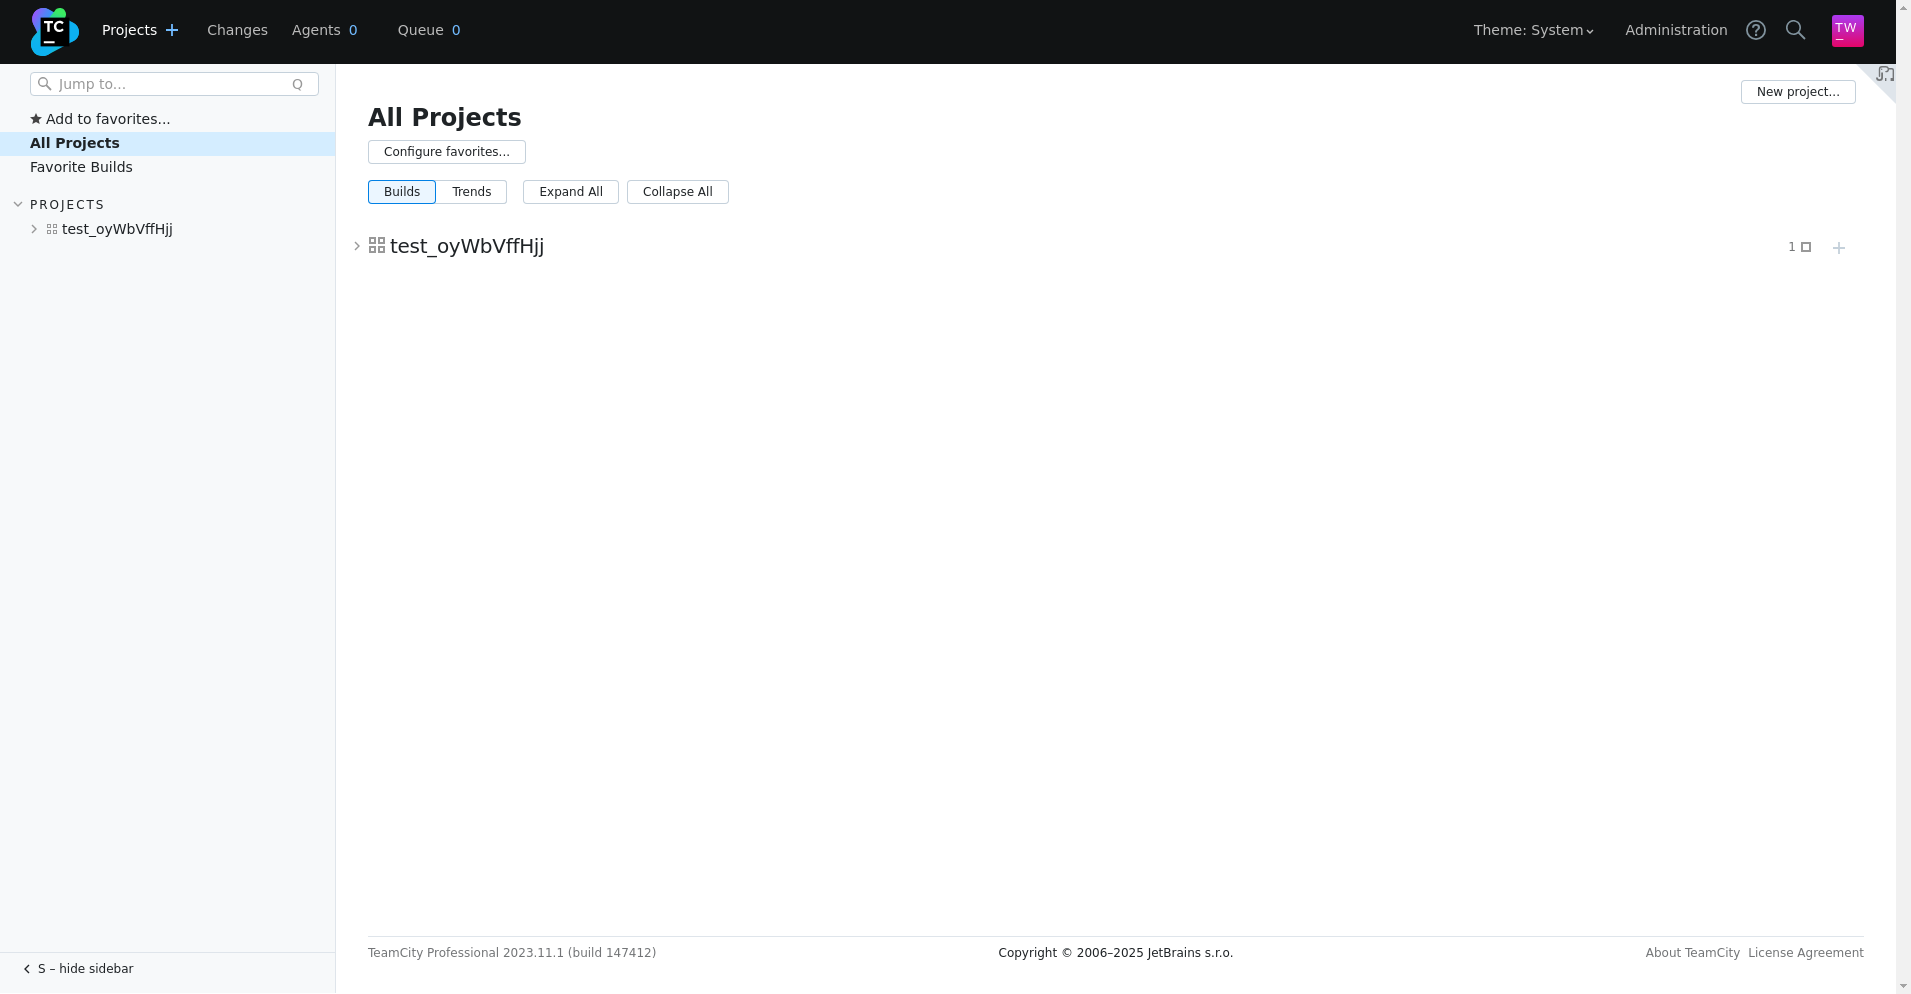 TC
Projects
Changes
Agents 0
Queue 0
Theme: System
Administration
TW
Jump to...
Q
Add to favorites...
All Projects
Favorite Builds
PROJECTS
test_oyWbVffHjj
New project...
All Projects
Configure favorites...
Builds
Trends
Expand All
Collapse All
test_oyWbVffHjj
1
TeamCity Professional 2023.11.1 (build 147412)
Copyright © 2006–2025 JetBrains s.r.o.
About TeamCity
License Agreement
S – hide sidebar